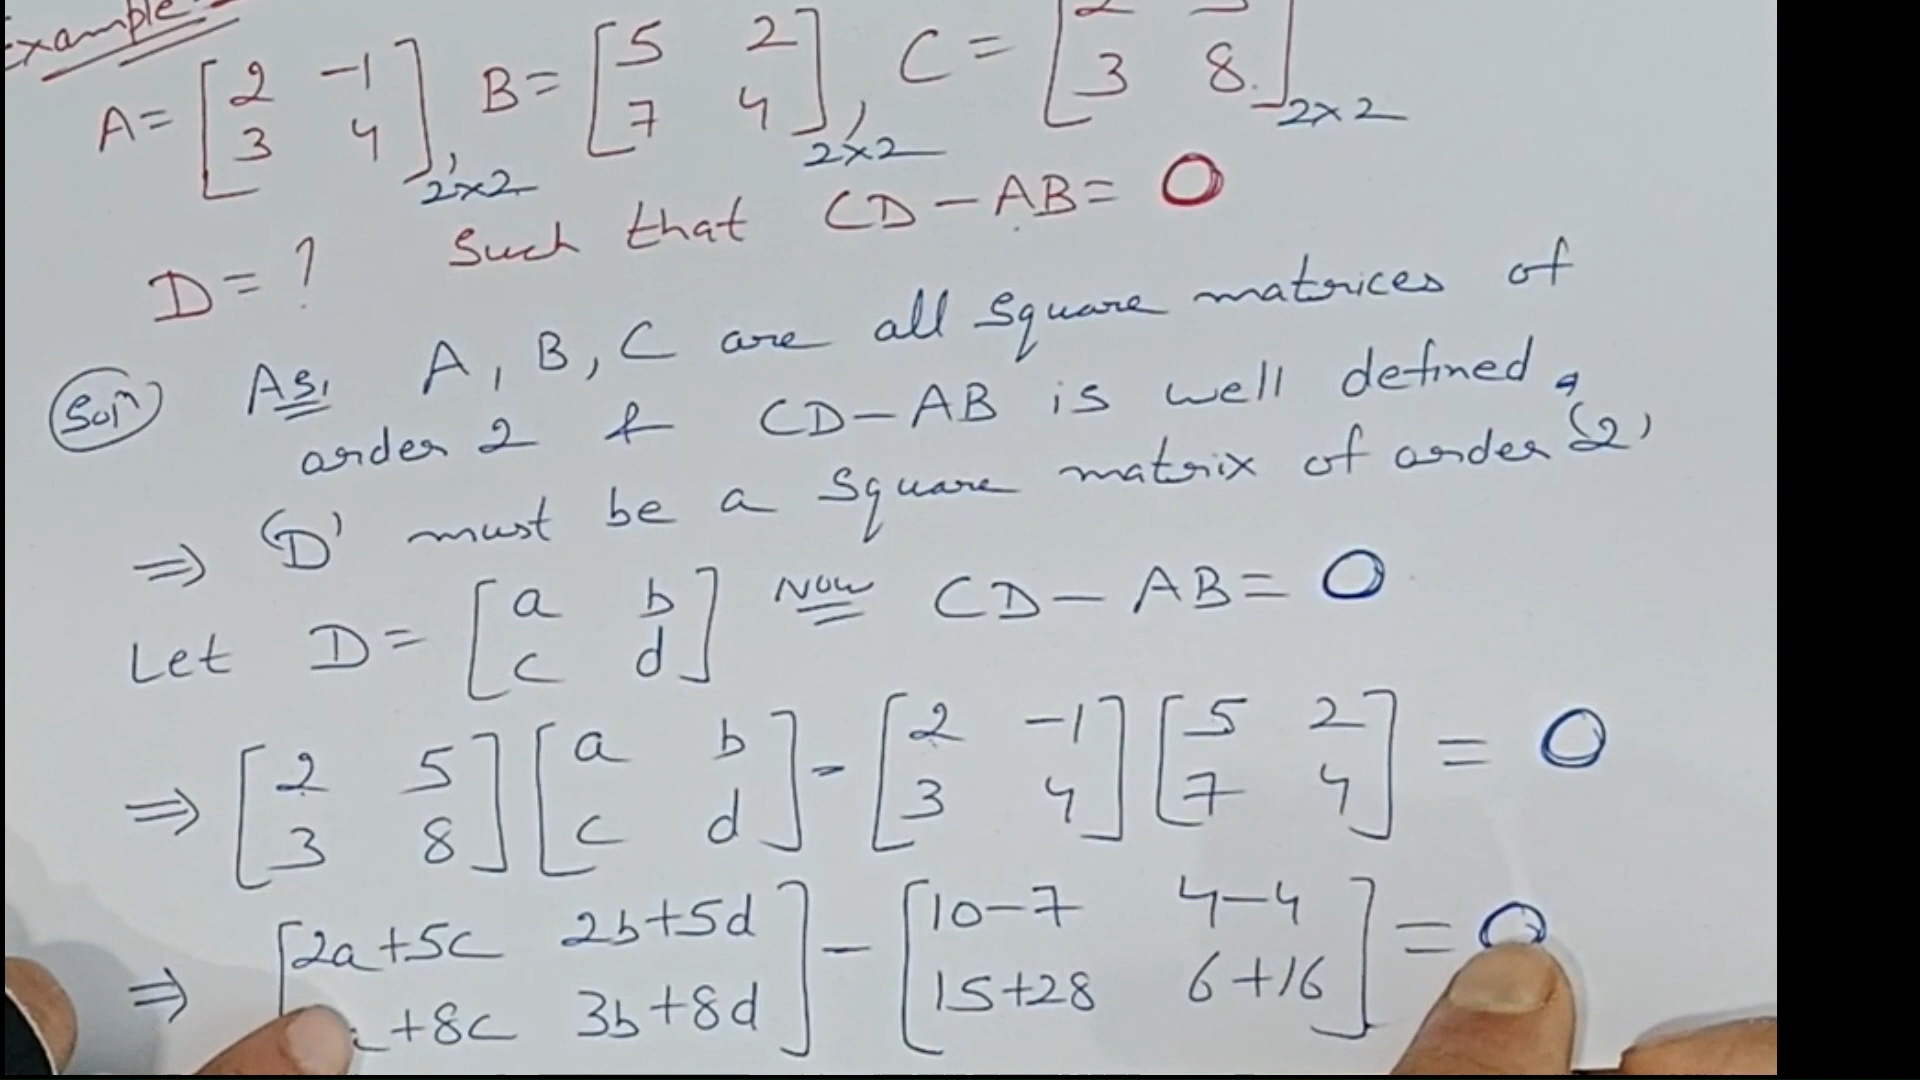 Example
A = [2 -1 3 4]2×2, B = [5 2 7 4]2×2, C = [3 8]2×2
D = ? Such that CD - AB = O
Soln As, A, B, C are all square matrices of
order 2 & CD - AB is well defined,
⇒ 'D' must be a square matrix of order '2'
Let D = [a b c d] Now CD - AB = O
⇒ [2 5 3 8] [a b c d] - [2 -1 3 4] [5 2 7 4] = O
⇒ [2a+5c 2b+5d +8c 3b+8d] - [10-7 4-4 15+28 6+16] = O